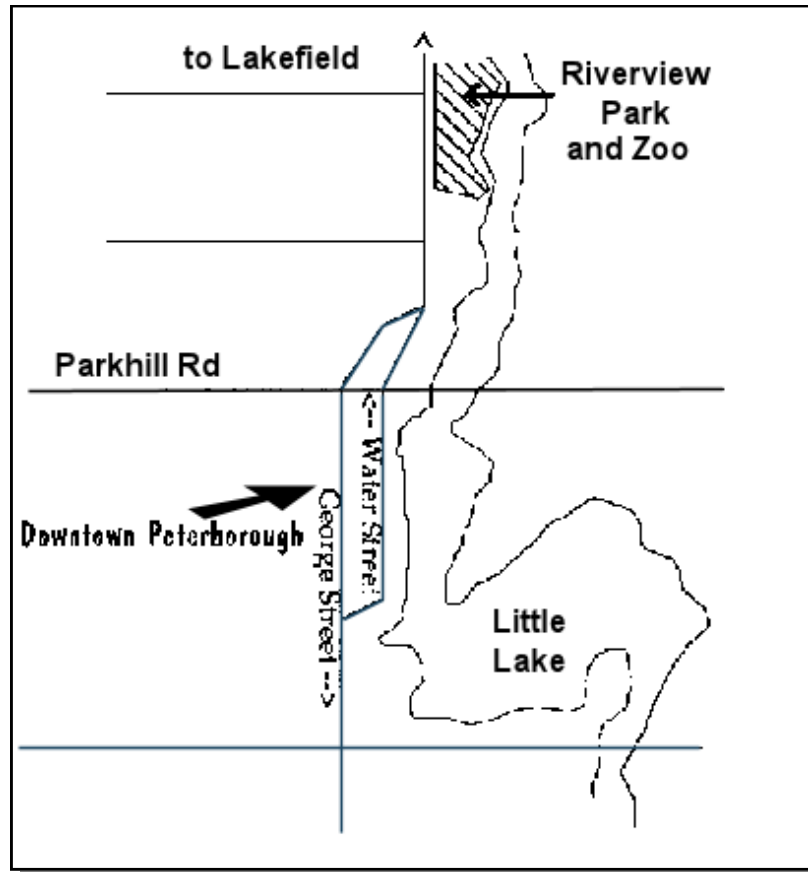 to Lakefield
Riverview
Park
and Zoo
Parkhill Rd
<-- Water Street
Downtown Peterborough
George Street -->
Little
Lake